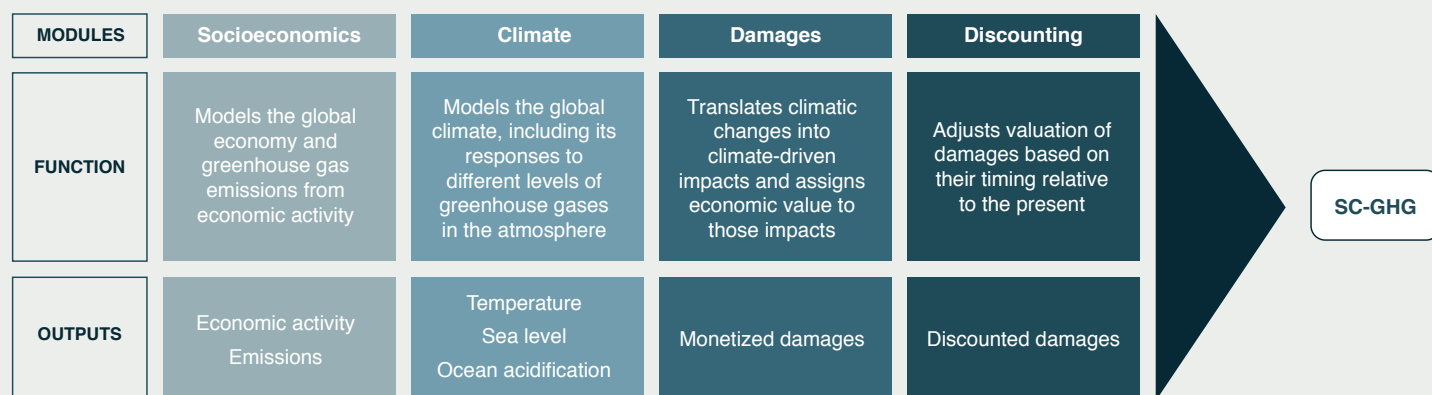 MODULES
Socioeconomics
Climate
Damages
Discounting
FUNCTION
Models the global
economy and
greenhouse gas
emissions from
economic activity
Models the global
climate, including its
responses to
different levels of
greenhouse gases
in the atmosphere
Translates climatic
changes into
climate-driven
impacts and assigns
economic value to
those impacts
Adjusts valuation of
damages based on
their timing relative
to the present
SC-GHG
OUTPUTS
Economic activity
Emissions
Temperature
Sea level
Ocean acidification
Monetized damages
Discounted damages